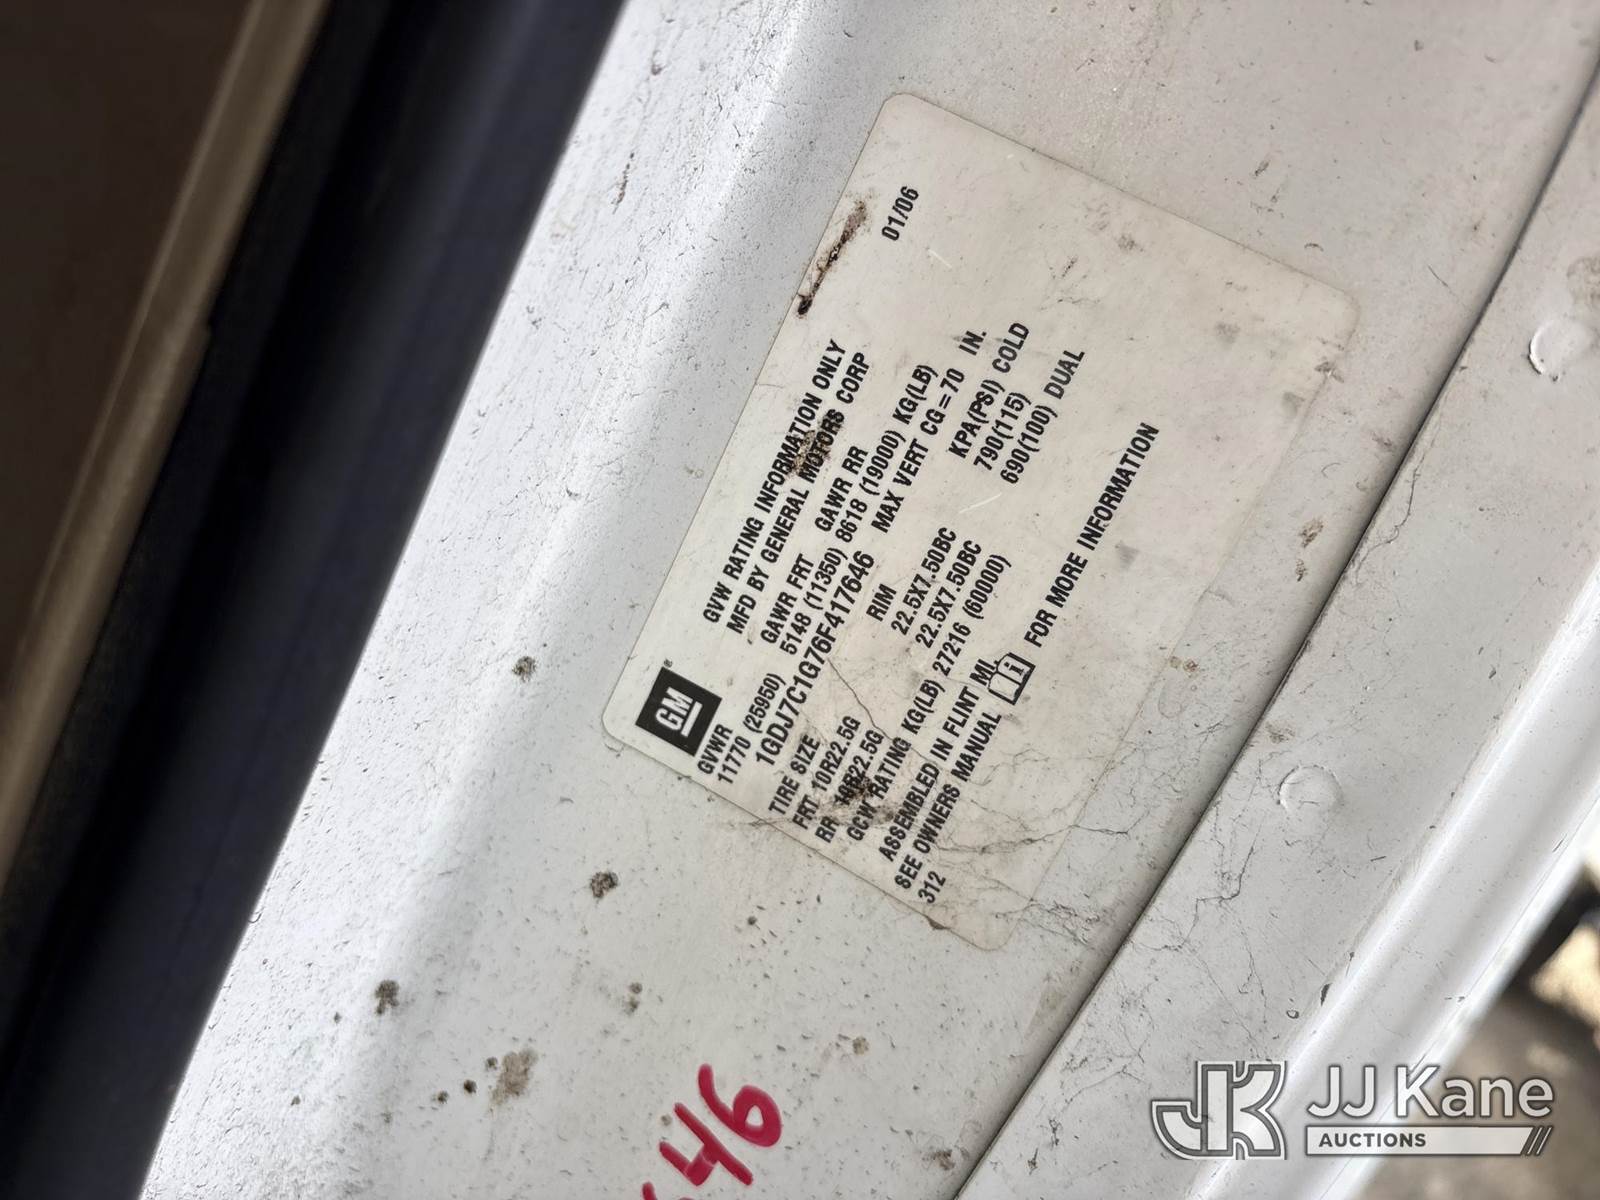 GM
®
GVW RATING INFORMATION ONLY
MFD BY GENERAL MOTORS CORP
01/06
GVWR GAWR FRT GAWR RR
11770 (25950) 5148 (11350) 8618 (19000) KG(LB)
1GDJ7C1G76F417646 MAX VERT CG = 70 IN.
TIRE SIZE RIM KPA(PSI) COLD
FRT 10R22.5G 22.5X7.50BC 790(115)
RR 10R22.5G 22.5X7.50BC 690(100) DUAL
GCW RATING KG(LB) 27216 (60000)
ASSEMBLED IN FLINT MI.
SEE OWNERS MANUAL i FOR MORE INFORMATION
312
646
JK JJ Kane
AUCTIONS